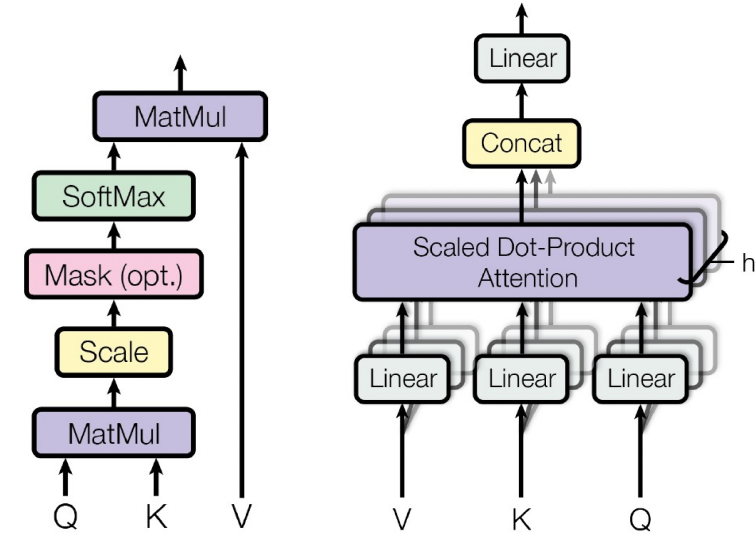 MatMul
SoftMax
Mask (opt.)
Scale
MatMul
Q K V
Linear
Concat
Scaled Dot-Product
Attention
h
Linear Linear Linear
V K Q